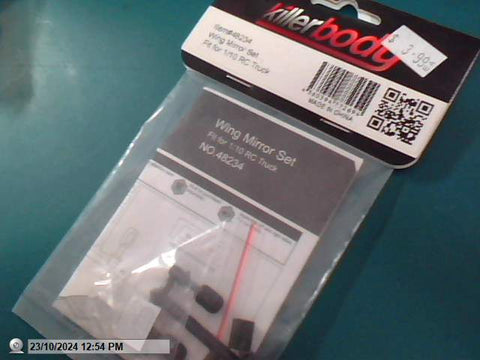 killerbody
$ 3.99
Item#48234
Wing Mirror Set
Fit for 1/10 RC Truck
MADE IN CHINA
Wing Mirror Set
Fit for 1/10 RC Truck
NO.48234
23/10/2024 12:54 PM